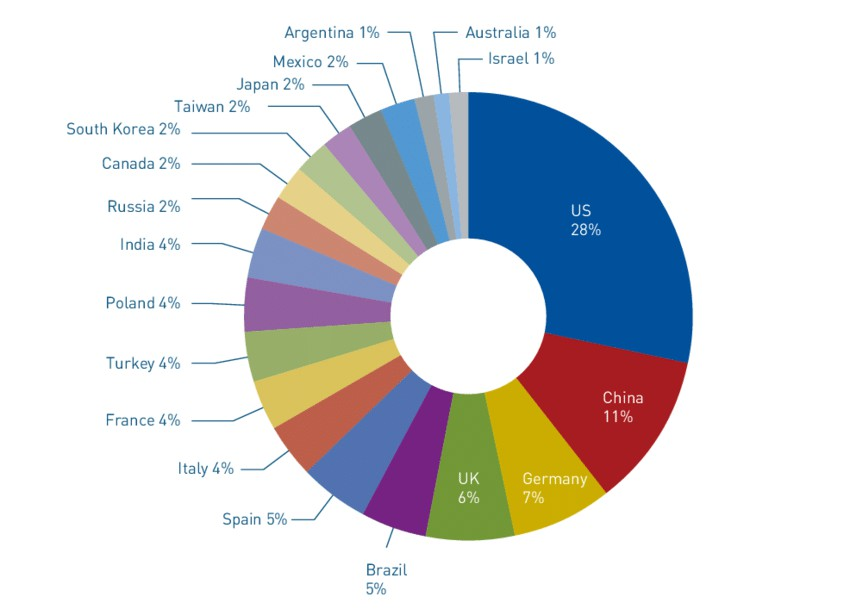 Argentina 1%
Australia 1%
Israel 1%
Mexico 2%
Japan 2%
Taiwan 2%
South Korea 2%
Canada 2%
Russia 2%
India 4%
Poland 4%
Turkey 4%
France 4%
Italy 4%
Spain 5%
Brazil
5%
UK
6%
Germany
7%
China
11%
US
28%